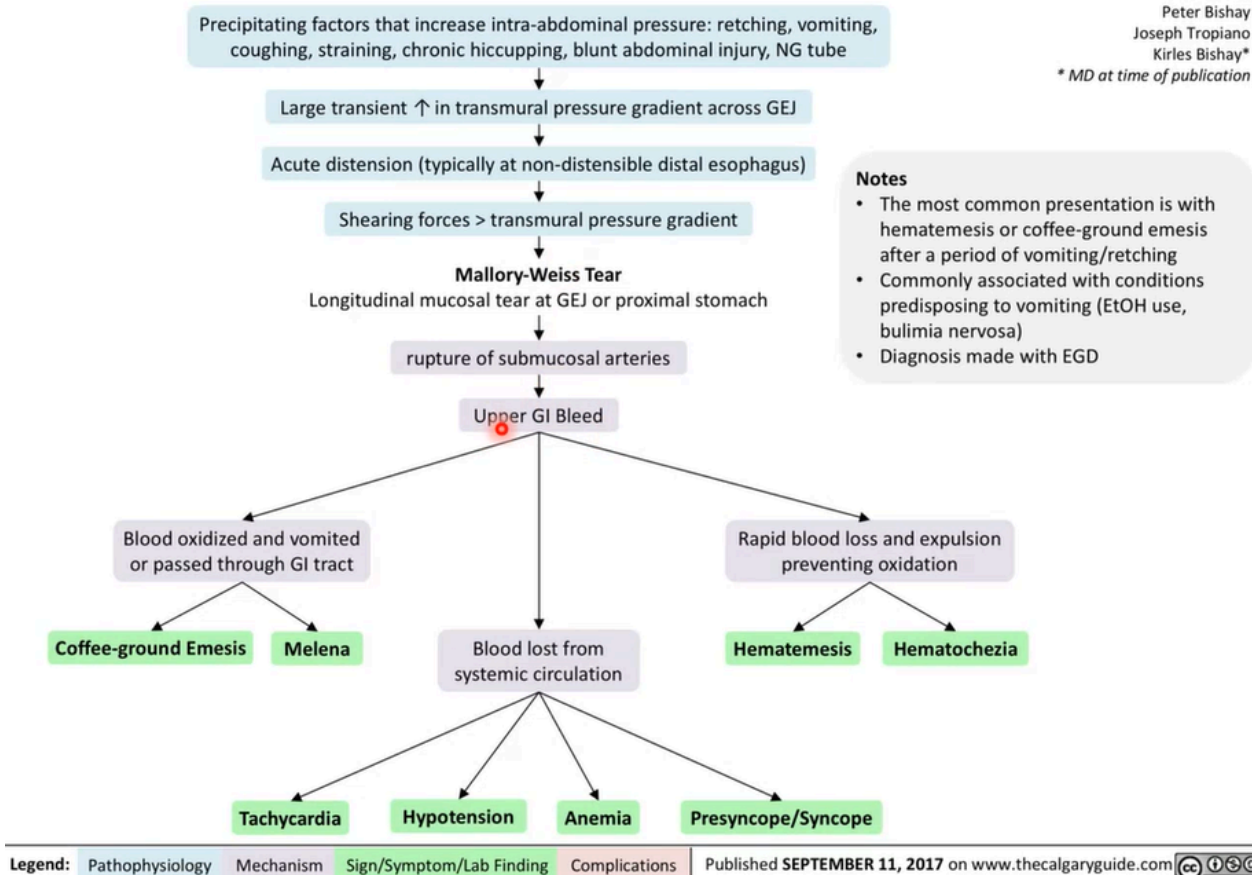 Precipitating factors that increase intra-abdominal pressure: retching, vomiting,
coughing, straining, chronic hiccupping, blunt abdominal injury, NG tube
Peter Bishay
Joseph Tropiano
Kirles Bishay*
* MD at time of publication
Large transient ↑ in transmural pressure gradient across GEJ
Acute distension (typically at non-distensible distal esophagus)
Shearing forces > transmural pressure gradient
Mallory-Weiss Tear
Longitudinal mucosal tear at GEJ or proximal stomach
Notes
• The most common presentation is with
hematemesis or coffee-ground emesis
after a period of vomiting/retching
• Commonly associated with conditions
predisposing to vomiting (EtOH use,
bulimia nervosa)
• Diagnosis made with EGD
rupture of submucosal arteries
Upper GI Bleed
Blood oxidized and vomited
or passed through GI tract
Rapid blood loss and expulsion
preventing oxidation
Coffee-ground Emesis
Melena
Blood lost from
systemic circulation
Hematemesis
Hematochezia
Tachycardia
Hypotension
Anemia
Presyncope/Syncope
Legend: Pathophysiology Mechanism Sign/Symptom/Lab Finding Complications Published SEPTEMBER 11, 2017 on www.thecalgaryguide.com cc